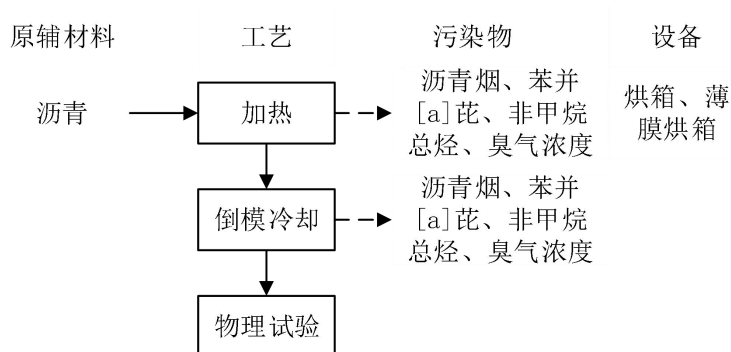 原辅材料 工艺 污染物 设备
沥青 加热
沥青烟、苯并
[a]芘、非甲烷
总烃、臭气浓度
烘箱、薄
膜烘箱
倒模冷却
沥青烟、苯并
[a]芘、非甲烷
总烃、臭气浓度
物理试验